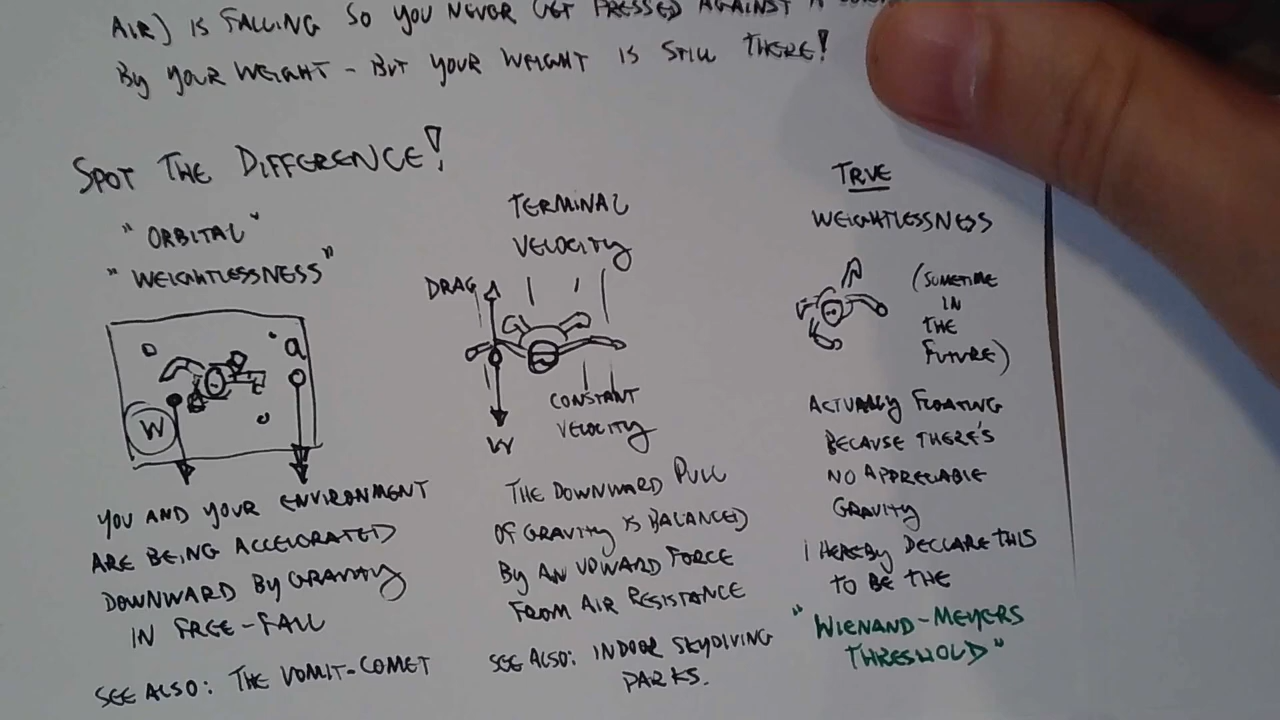 AIR) IS FALLING SO YOU NEVER GET PRESSED AGAINST A
BY YOUR WEIGHT - BUT YOUR WEIGHT IS STILL THERE!
SPOT THE DIFFERENCE!
"ORBITAL"
"WEIGHTLESSNESS"
a
W
YOU AND YOUR ENVIRONMENT
ARE BEING ACCELORATED
DOWNWARD BY GRAVITY
IN FREE-FALL
SEE ALSO: THE VOMIT-COMET
TERMINAL
VELOCITY
DRAG
W
CONSTANT
VELOCITY
THE DOWNWARD PULL
OF GRAVITY IS BALANCED
BY AN UPWARD FORCE
FROM AIR RESISTANCE
SEE ALSO: INDOOR SKYDIVING
PARKS.
TRUE
WEIGHTLESSNESS
(SOMETIME
IN
THE
FUTURE)
ACTUALLY FLOATING
BECAUSE THERE'S
NO APPRECIABLE
GRAVITY
I HEREBY DECLARE THIS
TO BE THE
"WIENAND-MEYERS
THRESHOLD"